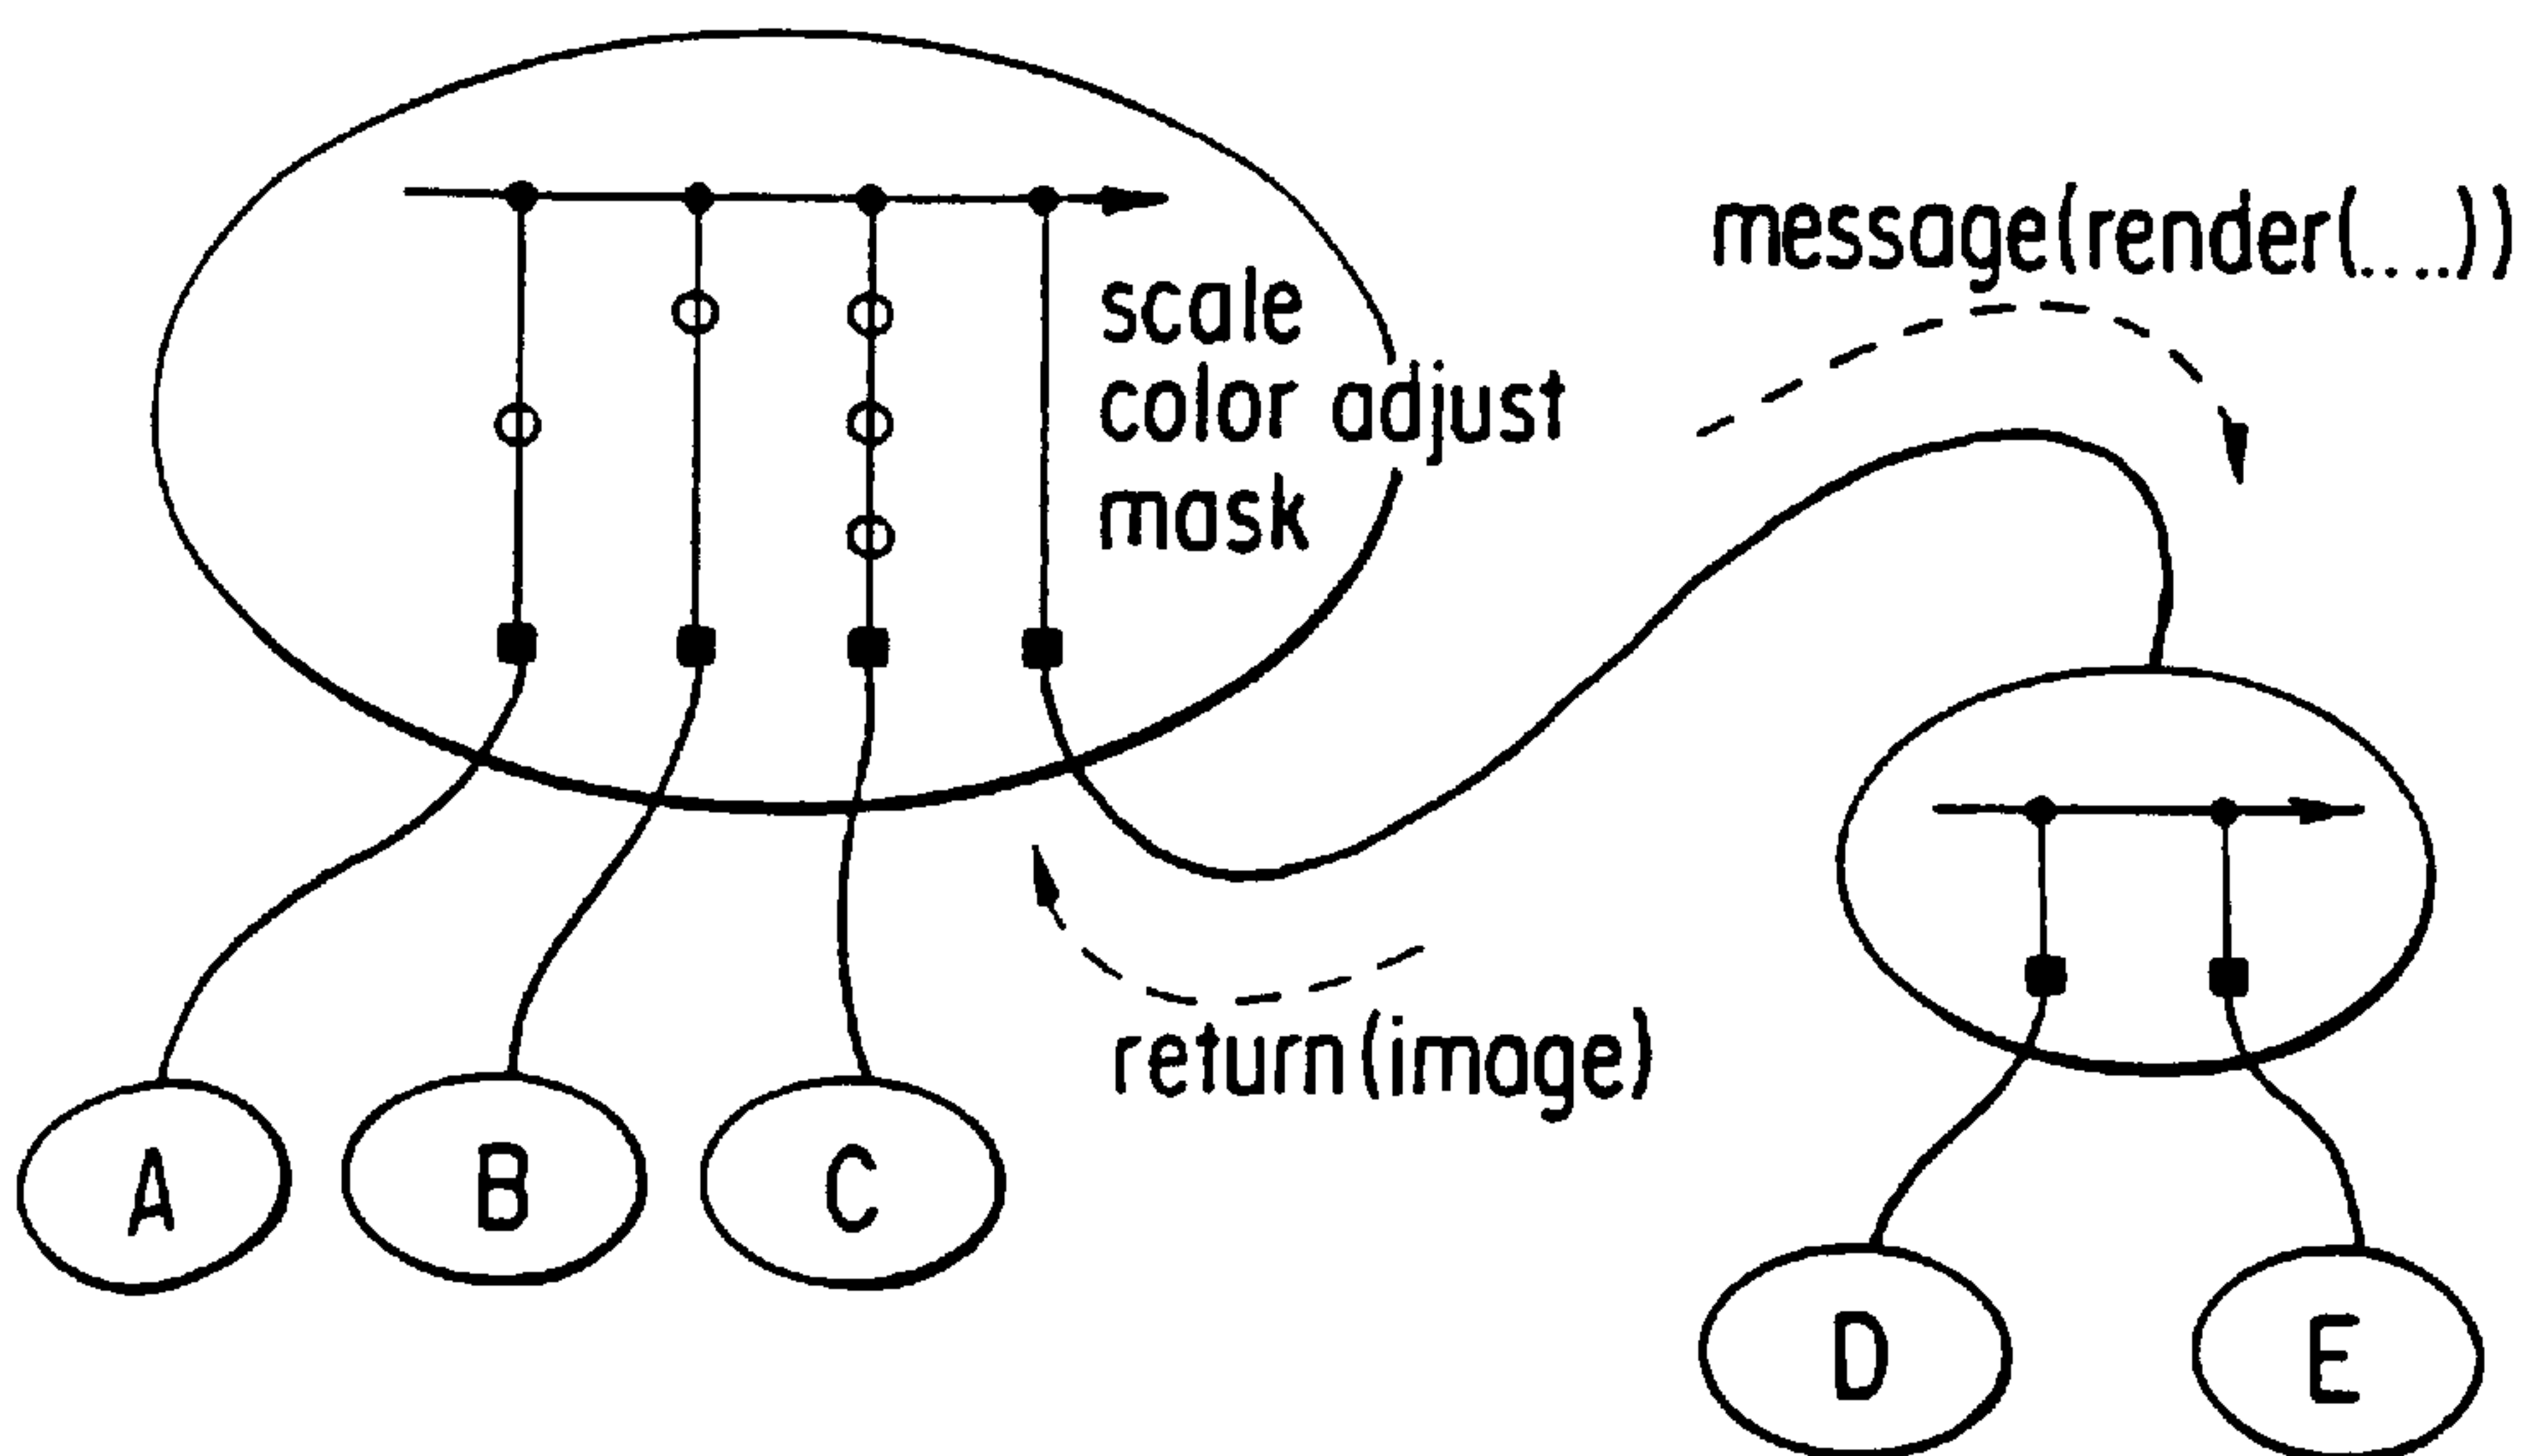 message(render(....))
scale
color adjust
mask
return(image)
A
B
C
D
E